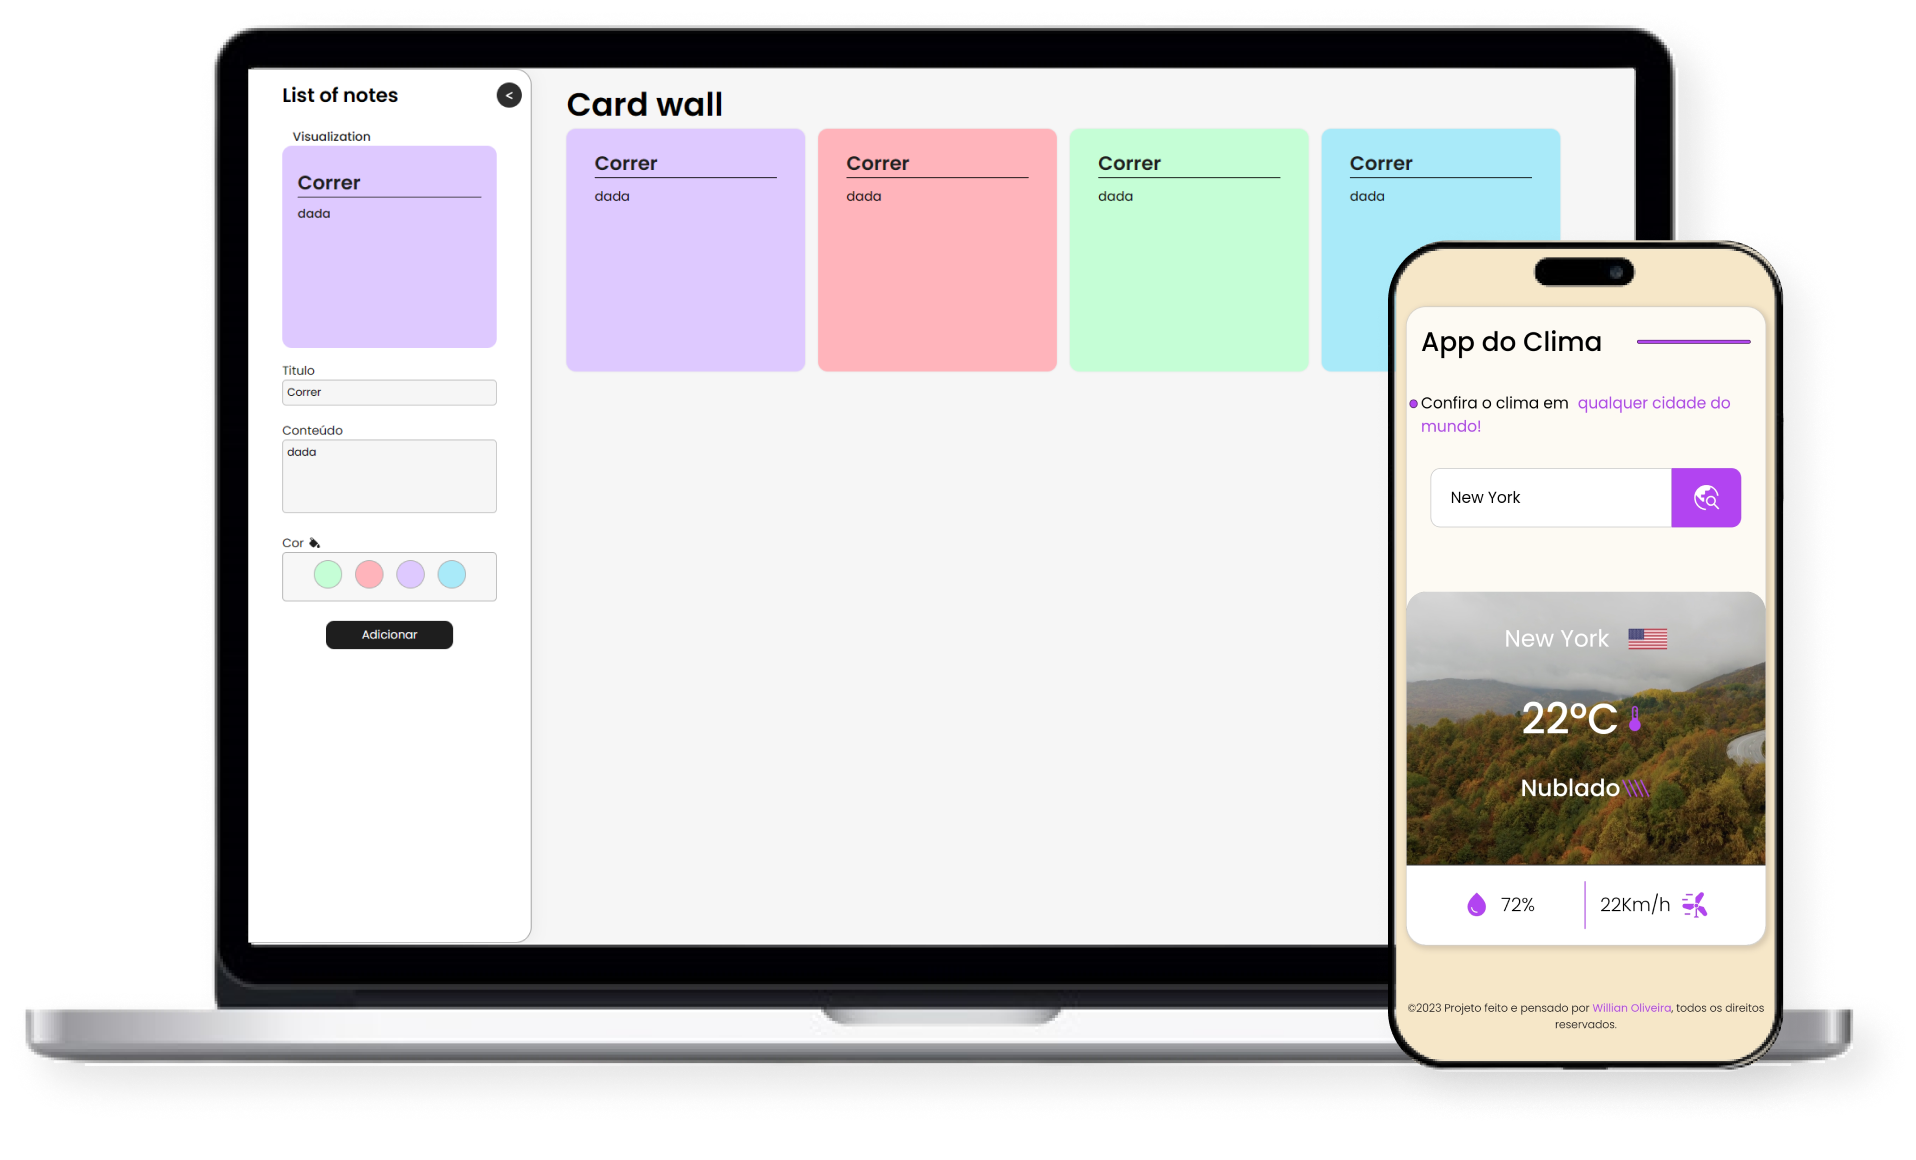 List of notes
<
Visualization
Correr
dada
Titulo
Correr
Conteúdo
dada
Cor
Adicionar
Card wall
Correr
dada
Correr
dada
Correr
dada
Correr
dada
App do Clima
Confira o clima em qualquer cidade do
mundo!
New York
New York
22°C
Nublado
72%
22Km/h
©2023 Projeto feito e pensado por Willian Oliveira, todos os direitos
reservados.